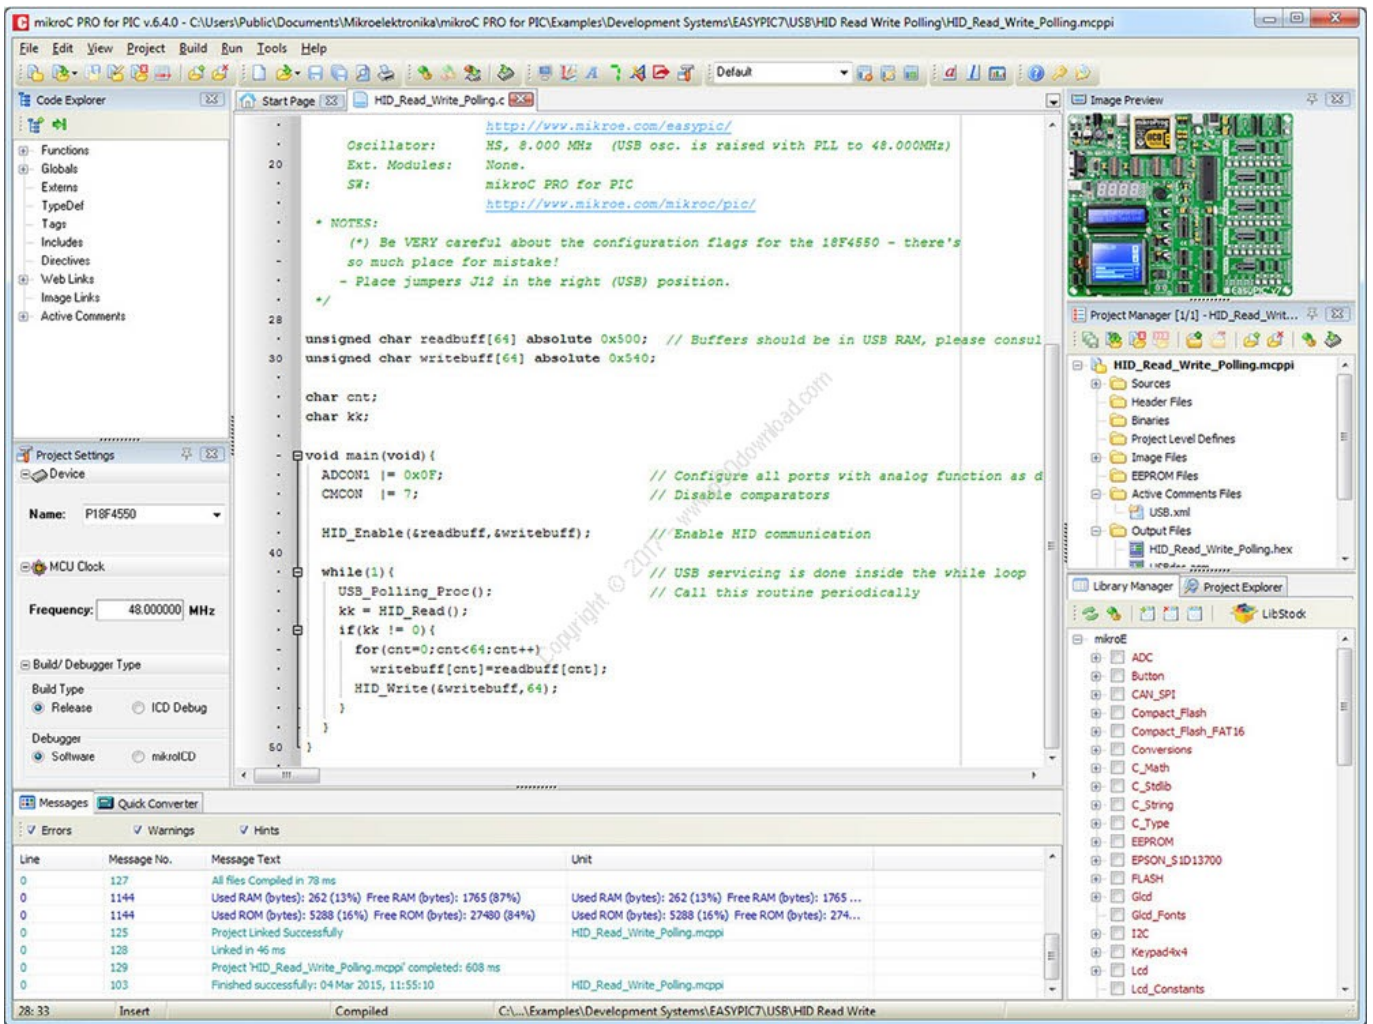 mikroC PRO for PIC v.6.4.0 - C:\Users\Public\Documents\Mikroelektronika\mikroC PRO for PIC\Examples\Development Systems\EASYPIC7\USB\HID Read Write Polling\HID_Read_Write_Polling.mcppi
File Edit View Project Build Run Tools Help
Default
Code Explorer
Functions
Globals
Externs
TypeDef
Tags
Includes
Directives
Web Links
Image Links
Active Comments
Project Settings
Device
Name: P18F4550
MCU Clock
Frequency: 48.000000 MHz
Build/ Debugger Type
Build Type
Release ICD Debug
Debugger
Software mikroICD
Start Page HID_Read_Write_Polling.c
http://www.mikroe.com/easypic/
Oscillator: HS, 8.000 MHz (USB osc. is raised with PLL to 48.000MHz)
20 Ext. Modules: None.
SW: mikroC PRO for PIC
http://www.mikroe.com/mikroc/pic/
* NOTES:
(*) Be VERY careful about the configuration flags for the 18F4550 - there's
so much place for mistake!
- Place jumpers J12 in the right (USB) position.
*/
28
unsigned char readbuff[64] absolute 0x500; // Buffers should be in USB RAM, please consul
30 unsigned char writebuff[64] absolute 0x540;
char cnt;
char kk;
void main(void){
ADCON1 |= 0x0F; // Configure all ports with analog function as d
CMCON |= 7; // Disable comparators
HID_Enable(&readbuff,&writebuff); // Enable HID communication
40
while(1){ // USB servicing is done inside the while loop
USB_Polling_Proc(); // Call this routine periodically
kk = HID_Read();
if(kk != 0){
for(cnt=0;cnt<64;cnt++)
writebuff[cnt]=readbuff[cnt];
HID_Write(&writebuff,64);
}
}
50 }
Copyright © 2017 - www.p30download.com
Image Preview
EasyPIC v7
Project Manager [1/1] - HID_Read_Writ...
HID_Read_Write_Polling.mcppi
Sources
Header Files
Binaries
Project Level Defines
Image Files
EEPROM Files
Active Comments Files
USB.xml
Output Files
HID_Read_Write_Polling.hex
USBdsc.asm
Library Manager Project Explorer
LibStock
mikroE
ADC
Button
CAN_SPI
Compact_Flash
Compact_Flash_FAT16
Conversions
C_Math
C_Stdlib
C_String
C_Type
EEPROM
EPSON_S1D13700
FLASH
Glcd
Glcd_Fonts
I2C
Keypad4x4
Lcd
Lcd_Constants
Messages Quick Converter
Errors Warnings Hints
Line Message No. Message Text Unit
0 127 All files Compiled in 78 ms
0 1144 Used RAM (bytes): 262 (13%) Free RAM (bytes): 1765 (87%) Used RAM (bytes): 262 (13%) Free RAM (bytes): 1765 ...
0 1144 Used ROM (bytes): 5288 (16%) Free ROM (bytes): 27480 (84%) Used ROM (bytes): 5288 (16%) Free ROM (bytes): 274...
0 125 Project Linked Successfully HID_Read_Write_Polling.mcppi
0 128 Linked in 46 ms
0 129 Project 'HID_Read_Write_Polling.mcppi' completed: 608 ms
0 103 Finished successfully: 04 Mar 2015, 11:55:10 HID_Read_Write_Polling.mcppi
28: 33 Insert Compiled C:\...\Examples\Development Systems\EASYPIC7\USB\HID Read Write